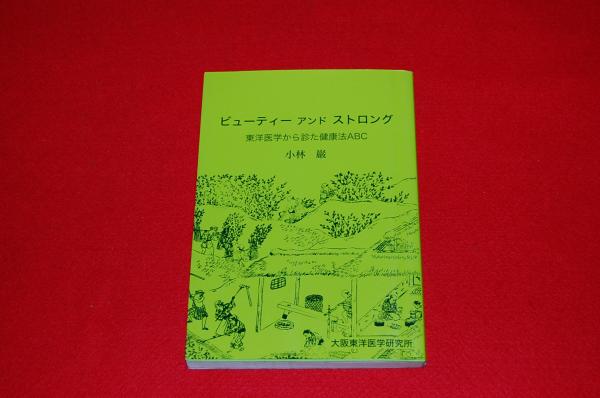 ビューティー アンド ストロング
東洋医学から診た健康法ABC
小林 巌
大阪東洋医学研究所